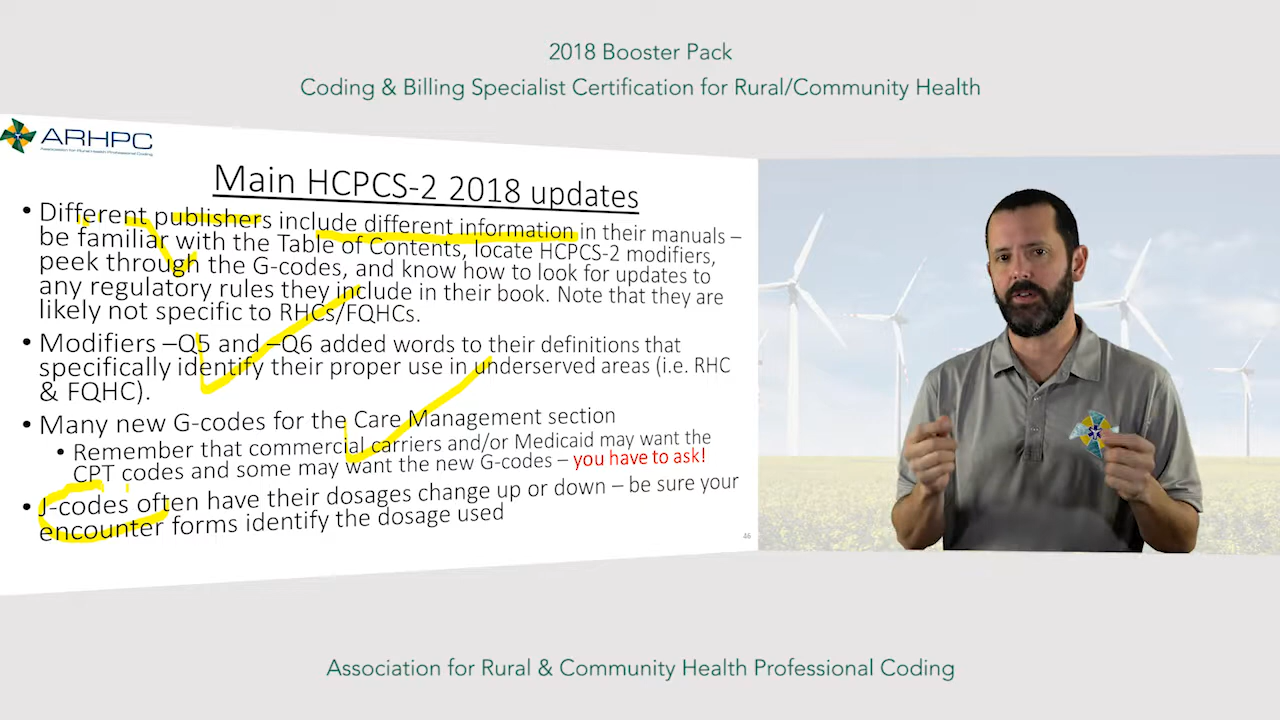 2018 Booster Pack
Coding & Billing Specialist Certification for Rural/Community Health
ARHPC
Association for Rural Health Professional Coding
Main HCPCS-2 2018 updates
• Different publishers include different information in their manuals –
be familiar with the Table of Contents, locate HCPCS-2 modifiers,
peek through the G-codes, and know how to look for updates to
any regulatory rules they include in their book. Note that they are
likely not specific to RHCs/FQHCs.
• Modifiers –Q5 and –Q6 added words to their definitions that
specifically identify their proper use in underserved areas (i.e. RHC
& FQHC).
• Many new G-codes for the Care Management section
• Remember that commercial carriers and/or Medicaid may want the
CPT codes and some may want the new G-codes – you have to ask!
• J-codes often have their dosages change up or down – be sure your
encounter forms identify the dosage used
Association for Rural & Community Health Professional Coding